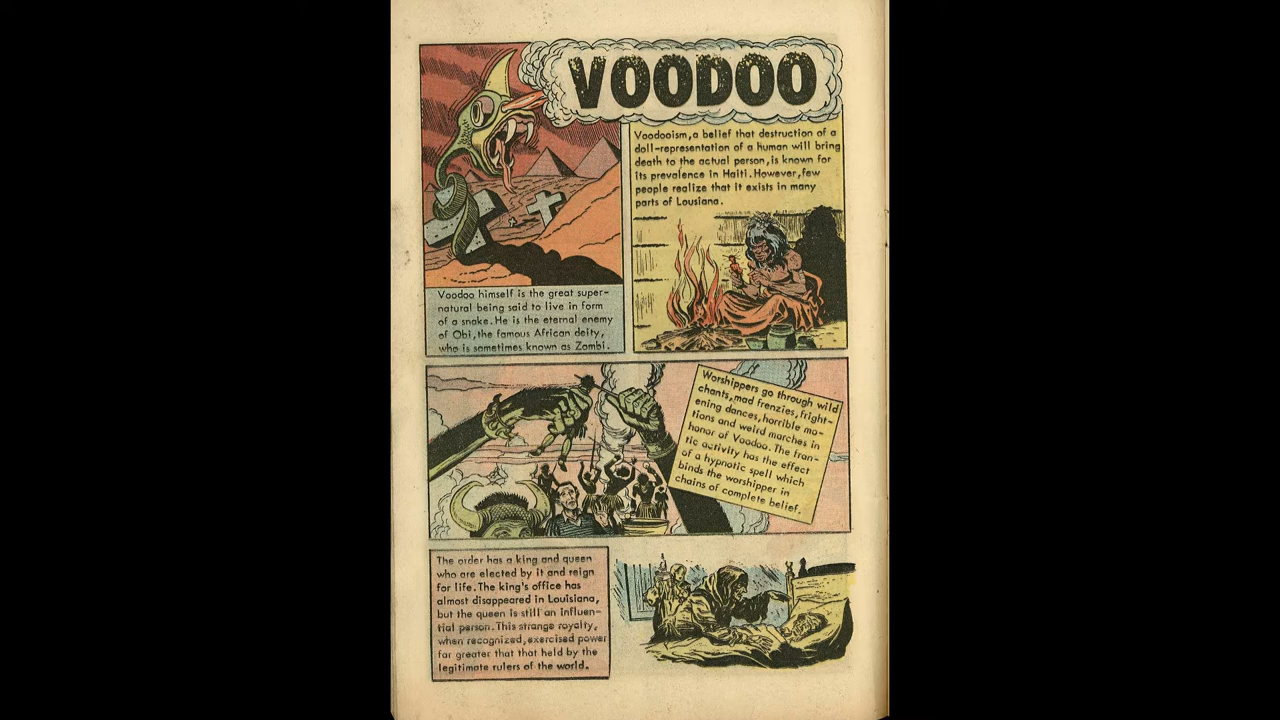 VOODOO
Voodooism, a belief that destruction of a
doll-representation of a human will bring
death to the actual person, is known for
its prevalence in Haiti. However, few
people realize that it exists in many
parts of Lousiana.
Voodoo himself is the great super-
natural being said to live in form
of a snake. He is the eternal enemy
of Obi, the famous African deity,
who is sometimes known as Zombi.
Worshippers go through wild
chants, mad frenzies, fright-
ening dances, horrible mo-
tions and weird marches in
honor of Voodoo. The fran-
tic activity has the effect
of a hypnotic spell which
binds the worshipper in
chains of complete belief.
The order has a king and queen
who are elected by it and reign
for life. The king's office has
almost disappeared in Louisiana,
but the queen is still an influen-
tial person. This strange royalty,
when recognized, exercised power
far greater that that held by the
legitimate rulers of the world.